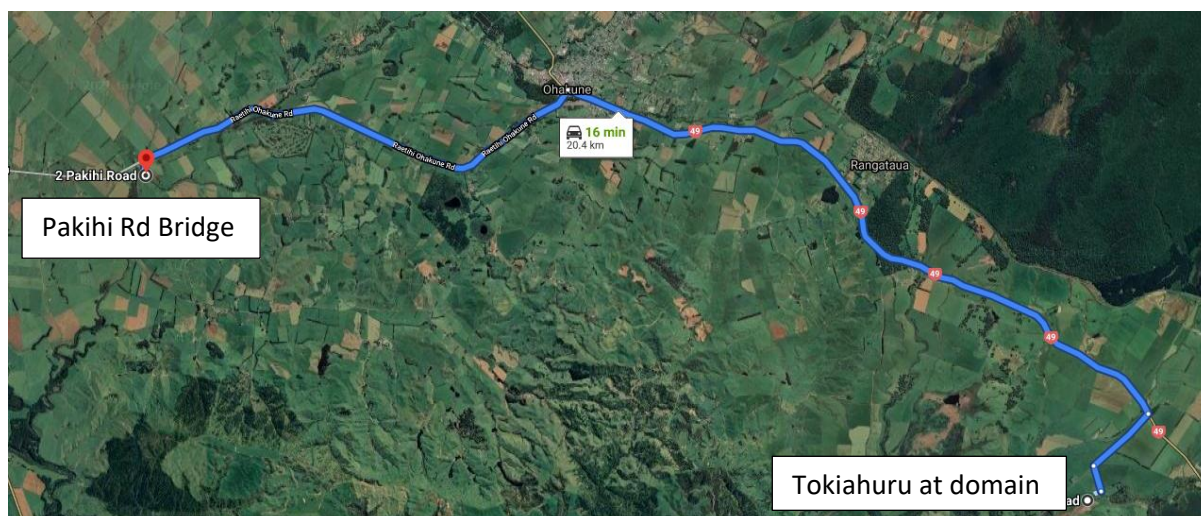 Ohakune
Raetihi Ohakune Rd
Raetihi Ohakune Rd
Raetihi Ohakune Rd
16 min
20.4 km
49
Rangataua
2 Pakihi Road
49
Pakihi Rd Bridge
49
49
49
Tokiahuru at domain
ad